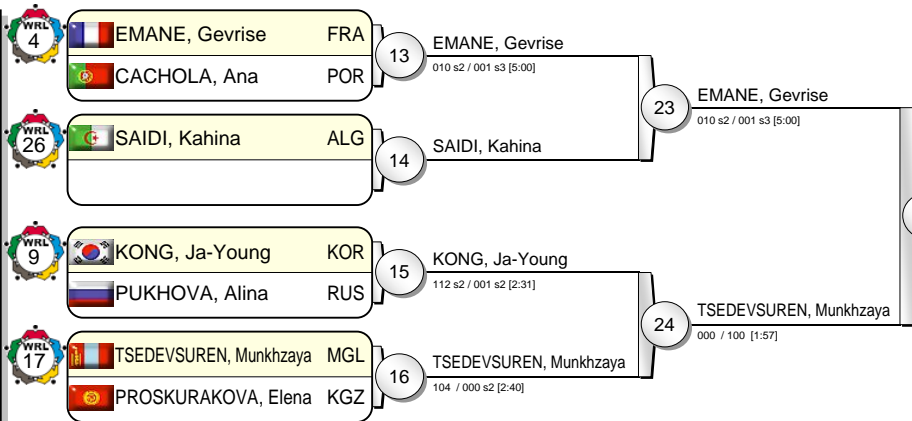 WRL
4
EMANE, Gevrise FRA
CACHOLA, Ana POR
13
EMANE, Gevrise
010 s2 / 001 s3 [5:00]
WRL
26
SAIDI, Kahina ALG
14
SAIDI, Kahina
23
EMANE, Gevrise
010 s2 / 001 s3 [5:00]
WRL
9
KONG, Ja-Young KOR
PUKHOVA, Alina RUS
15
KONG, Ja-Young
112 s2 / 001 s2 [2:31]
WRL
17
TSEDEVSUREN, Munkhzaya MGL
PROSKURAKOVA, Elena KGZ
16
TSEDEVSUREN, Munkhzaya
104 / 000 s2 [2:40]
24
TSEDEVSUREN, Munkhzaya
000 / 100 [1:57]